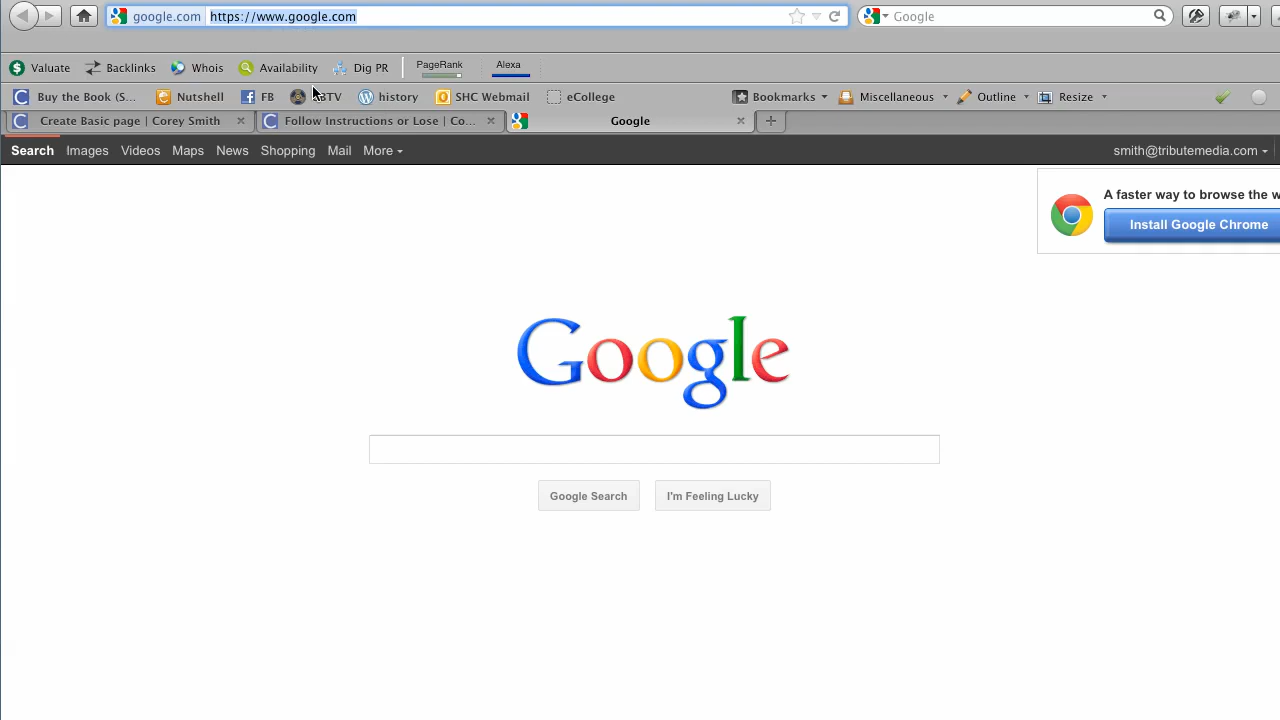 google.com https://www.google.com Google
Valuate Backlinks Whois Availability Dig PR PageRank Alexa
Buy the Book (S... Nutshell FB history SHC Webmail eCollege Bookmarks Miscellaneous Outline Resize
Create Basic page | Corey Smith Follow Instructions or Lose | Co... Google
Search Images Videos Maps News Shopping Mail More smith@tributemedia.com
A faster way to browse the w
Install Google Chrome
Google
Google Search I'm Feeling Lucky